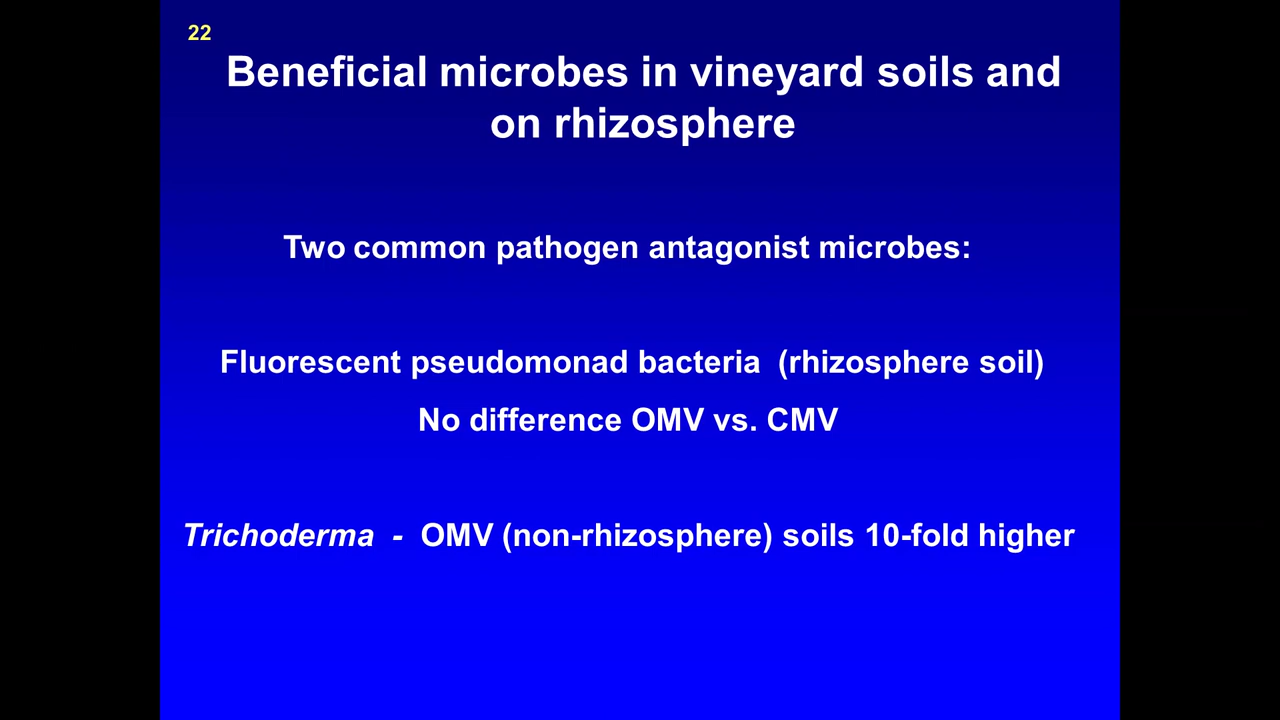 22
Beneficial microbes in vineyard soils and
on rhizosphere
Two common pathogen antagonist microbes:
Fluorescent pseudomonad bacteria  (rhizosphere soil)
No difference OMV vs. CMV
Trichoderma  -  OMV (non-rhizosphere) soils 10-fold higher